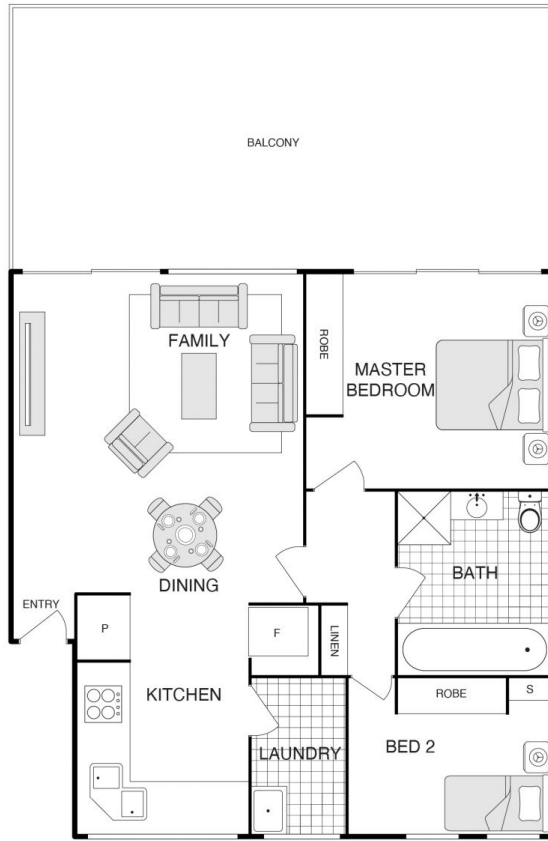 BALCONY
FAMILY
ROBE
MASTER
BEDROOM
DINING
BATH
ENTRY
P
F
LINEN
KITCHEN
LAUNDRY
ROBE
S
BED 2